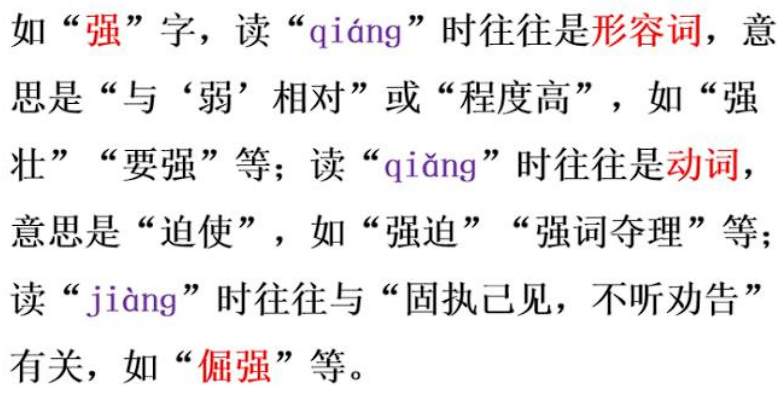 如“强”字，读“qiáng”时往往是形容词，意
思是“与‘弱’相对”或“程度高”，如“强
壮”“要强”等；读“qiǎng”时往往是动词，
意思是“迫使”，如“强迫”“强词夺理”等；
读“jiàng”时往往与“固执己见，不听劝告”
有关，如“倔强”等。